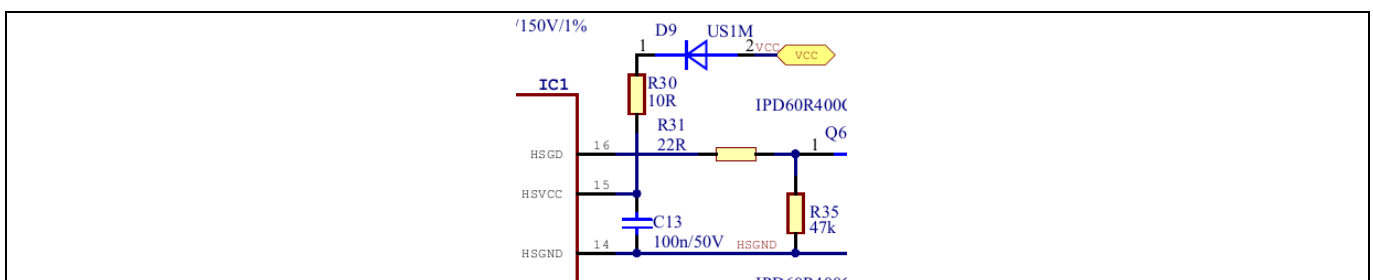 /150V/1%
D9 US1M
1 2 VCC VCC
IC1
R30
10R
IPD60R400
R31
22R
Q6
HSGD 16 1
HSVCC 15
R35
47k
C13
100n/50V HSGND
HSGND 14